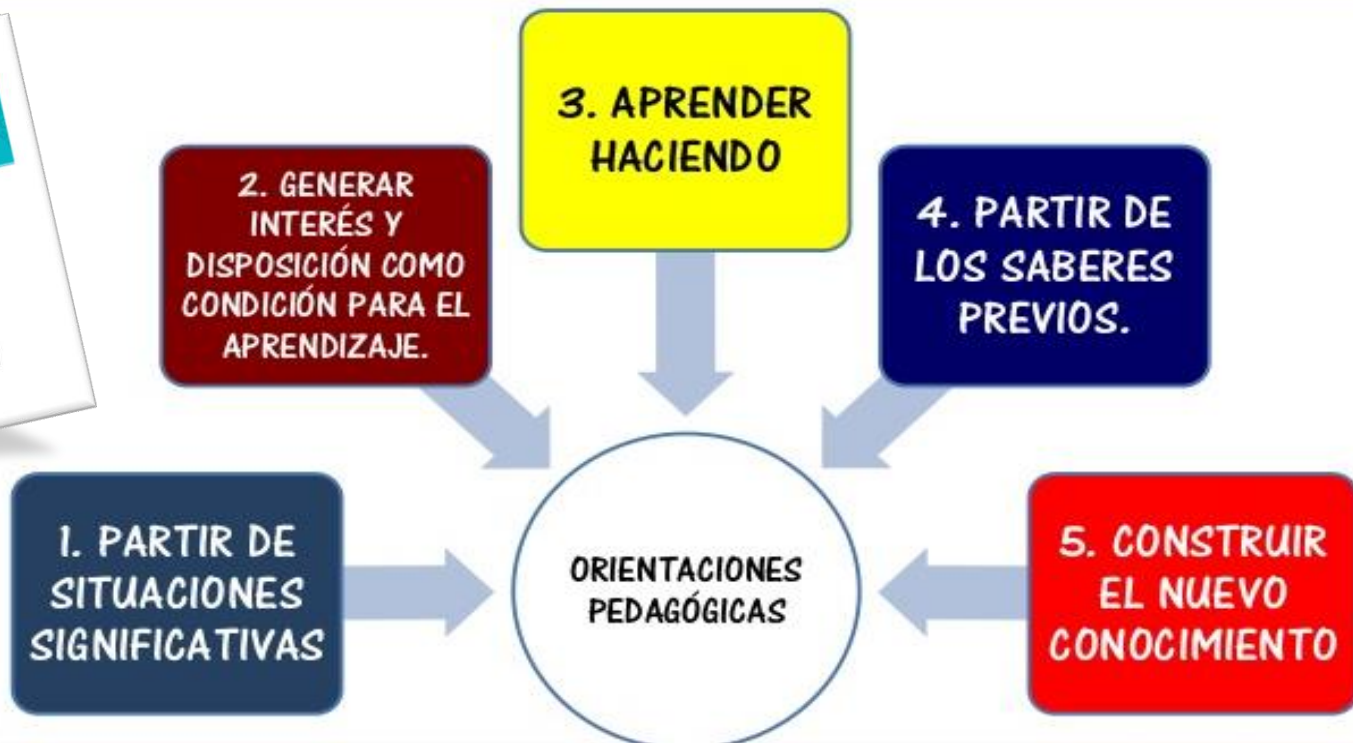 1. PARTIR DE
SITUACIONES
SIGNIFICATIVAS
2. GENERAR
INTERÉS Y
DISPOSICIÓN COMO
CONDICIÓN PARA EL
APRENDIZAJE.
3. APRENDER
HACIENDO
4. PARTIR DE
LOS SABERES
PREVIOS.
5. CONSTRUIR
EL NUEVO
CONOCIMIENTO
ORIENTACIONES
PEDAGÓGICAS